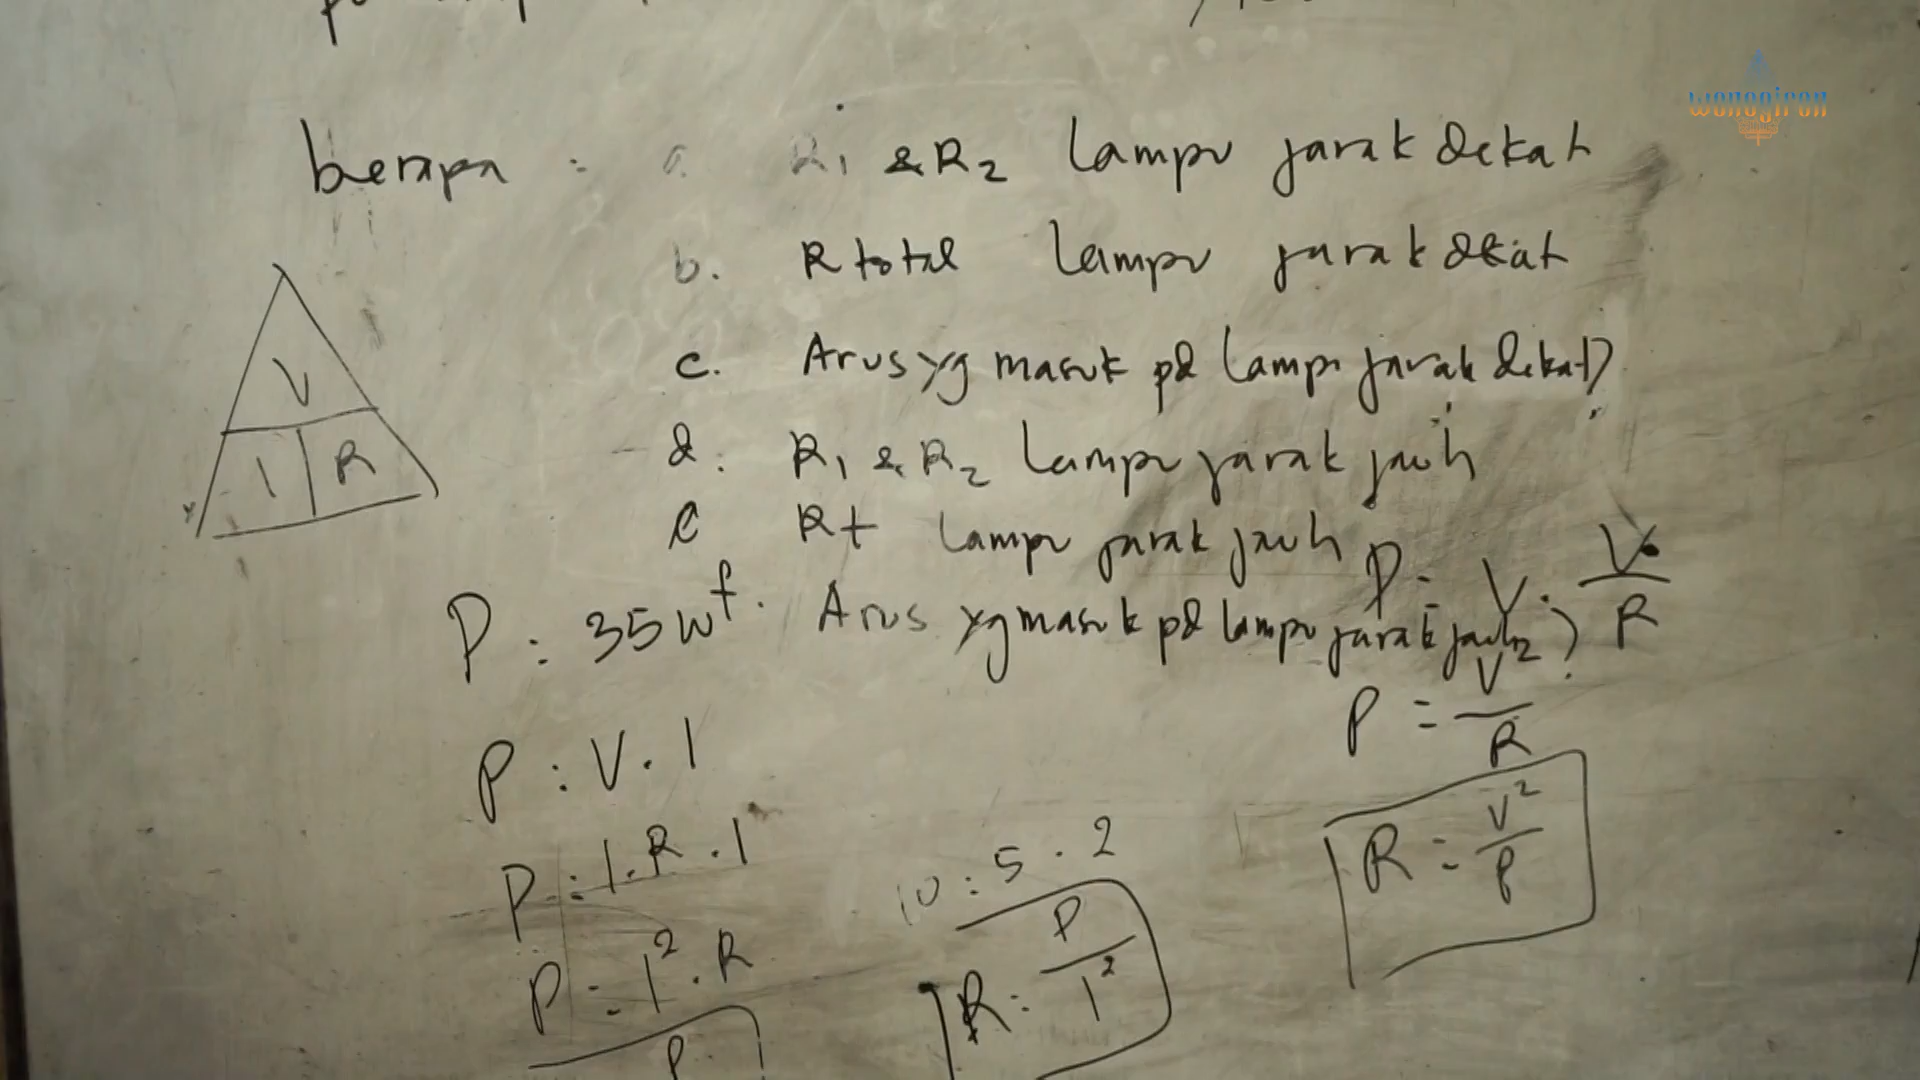 wonogiren
berapa : a. R1 & R2 lampu jarak dekat
b. R total lampu jarak dekat
c. Arus yg masuk pd lampu jarak dekat?
d. R1 & R2 lampu jarak jauh
e Rt lampu jarak jauh
f. Arus yg masuk pd lampu jarak jauh?
V
I R
P : 35 w
P : V . I
P : I . R . I
P = I² . R
P
10 : 5 . 2
R : P / I²
P = V . V / R
P = V² / R
R = V² / P